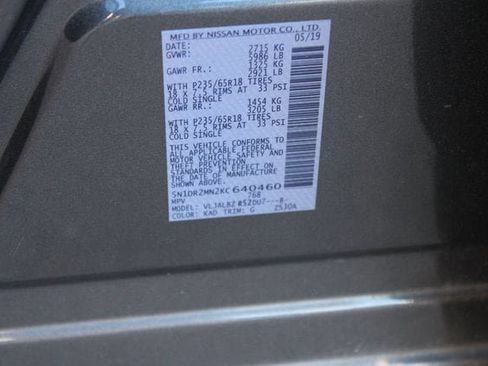 MFD BY NISSAN MOTOR CO., LTD.
DATE: 05/19
GVWR: 2715 KG
5986 LB
GAWR FR.: 1325 KG
2921 LB
WITH P235/65R18 TIRES
18 x 7.5 RIMS AT 33 PSI
COLD SINGLE
GAWR RR.: 1454 KG
3205 LB
WITH P235/65R18 TIRES
18 x 7.5 RIMS AT 33 PSI
COLD SINGLE
THIS VEHICLE CONFORMS TO
ALL APPLICABLE FEDERAL
MOTOR VEHICLE SAFETY AND
THEFT PREVENTION
STANDARDS IN EFFECT ON
THE DATE OF MANUFACTURE
SHOWN ABOVE.
5N1DR2MN2KC640460
MPV 768
MODEL:
COLOR: KAD TRIM: G